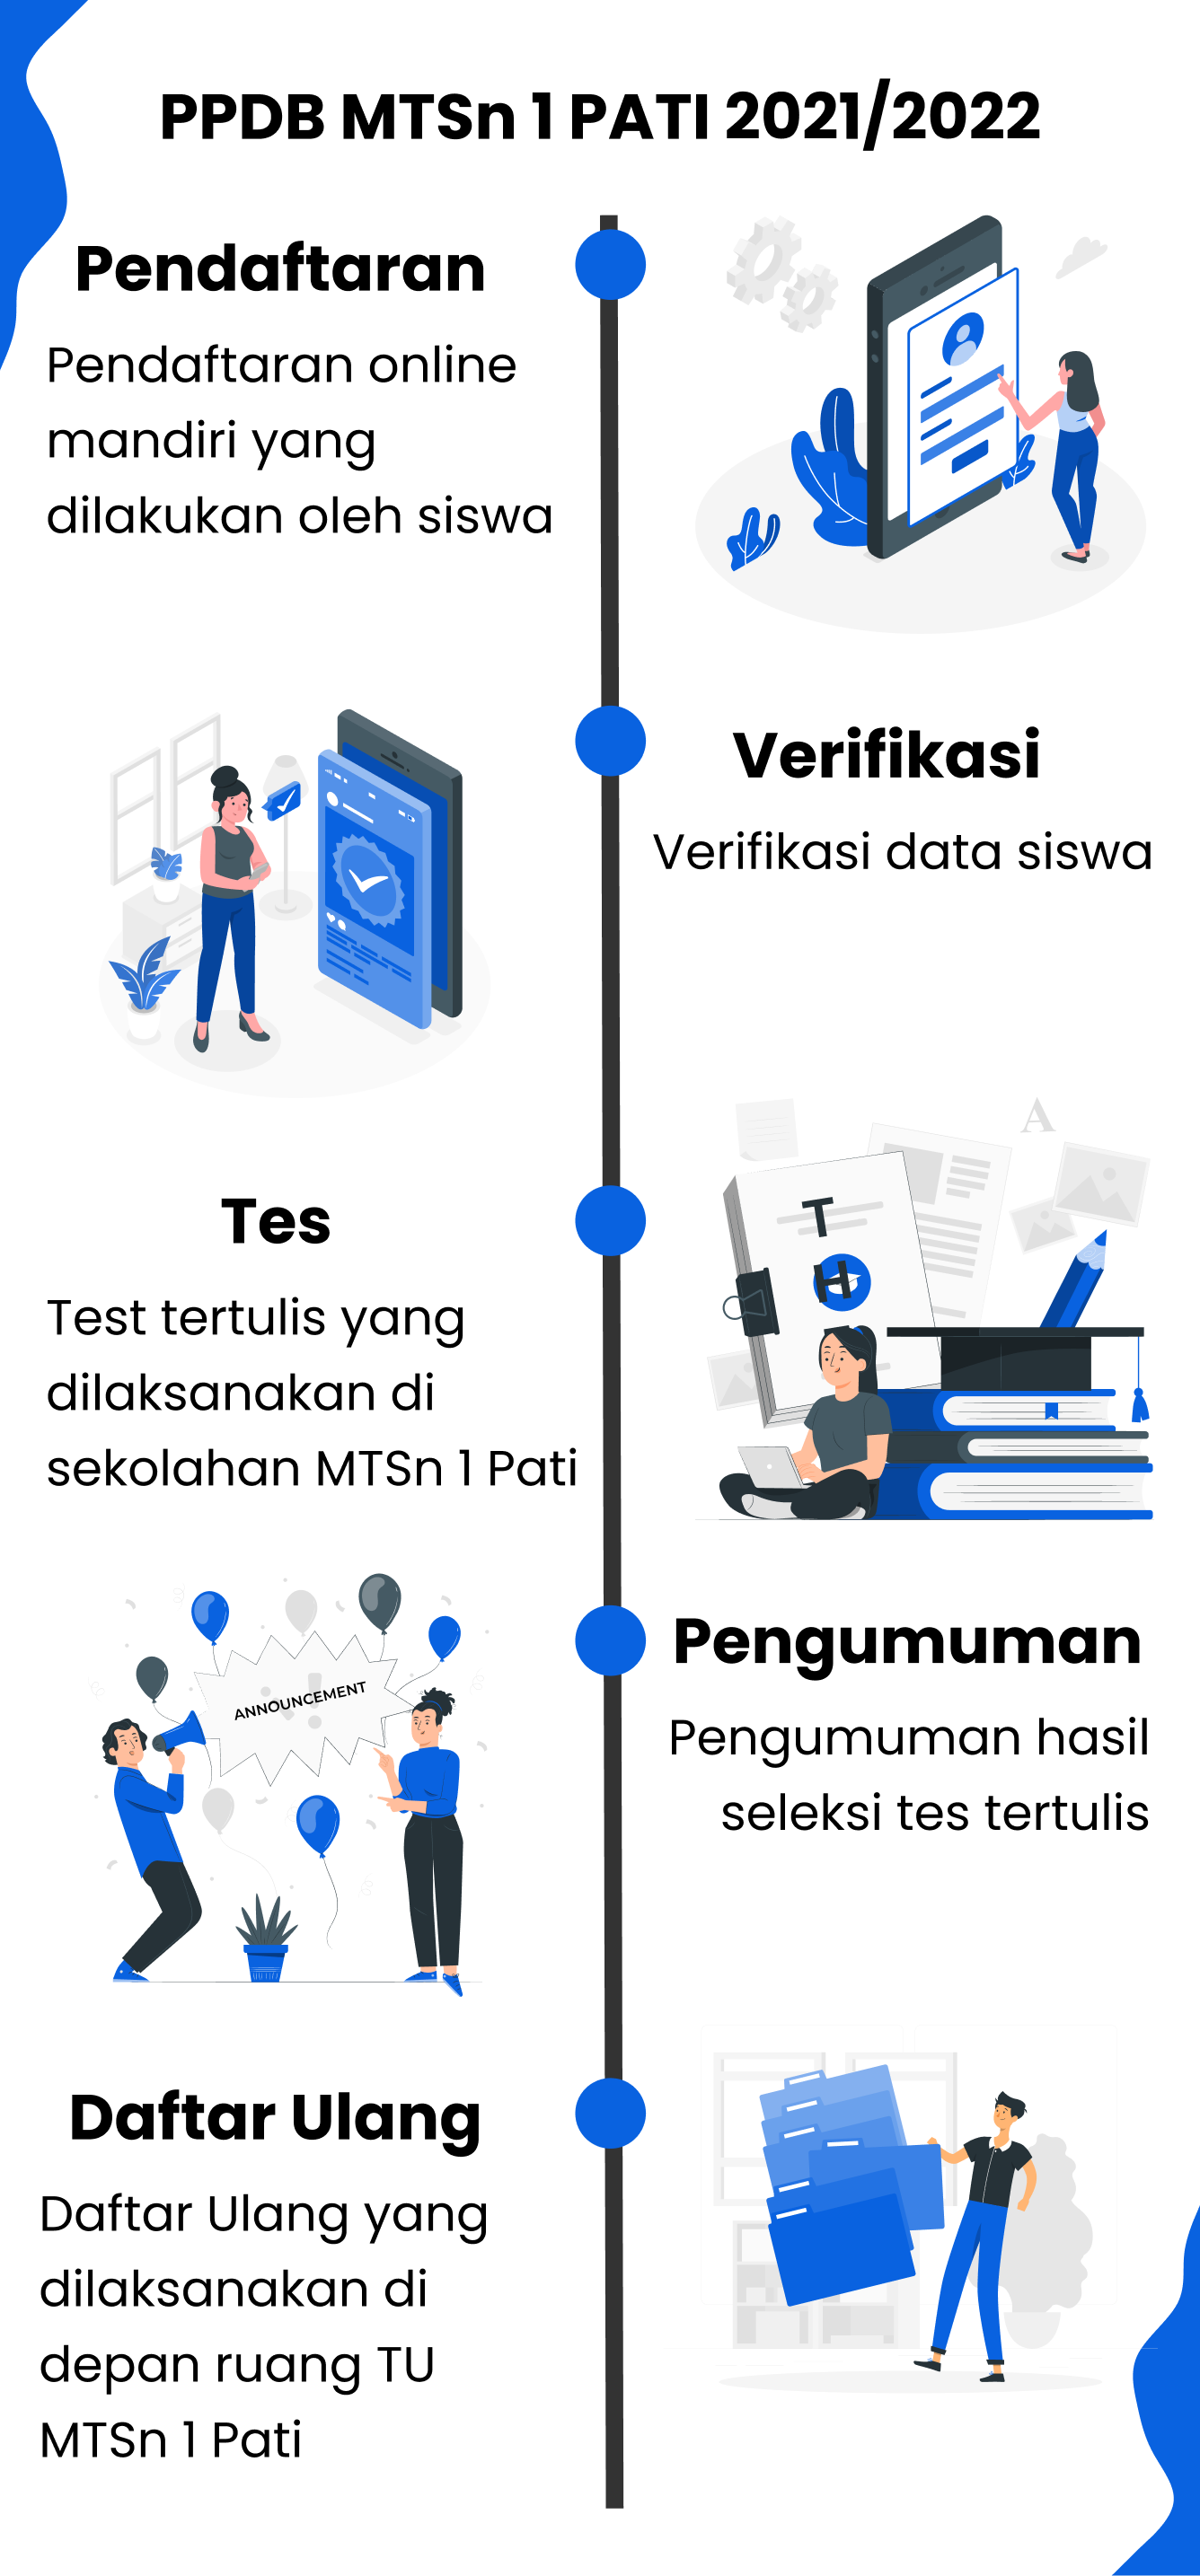 PPDB MTSn 1 PATI 2021/2022
Pendaftaran
Pendaftaran online
mandiri yang
dilakukan oleh siswa
Verifikasi
Verifikasi data siswa
Tes
Test tertulis yang
dilaksanakan di
sekolahan MTSn 1 Pati
A
T
H
Pengumuman
Pengumuman hasil
seleksi tes tertulis
ANNOUNCEMENT
!
Daftar Ulang
Daftar Ulang yang
dilaksanakan di
depan ruang TU
MTSn 1 Pati